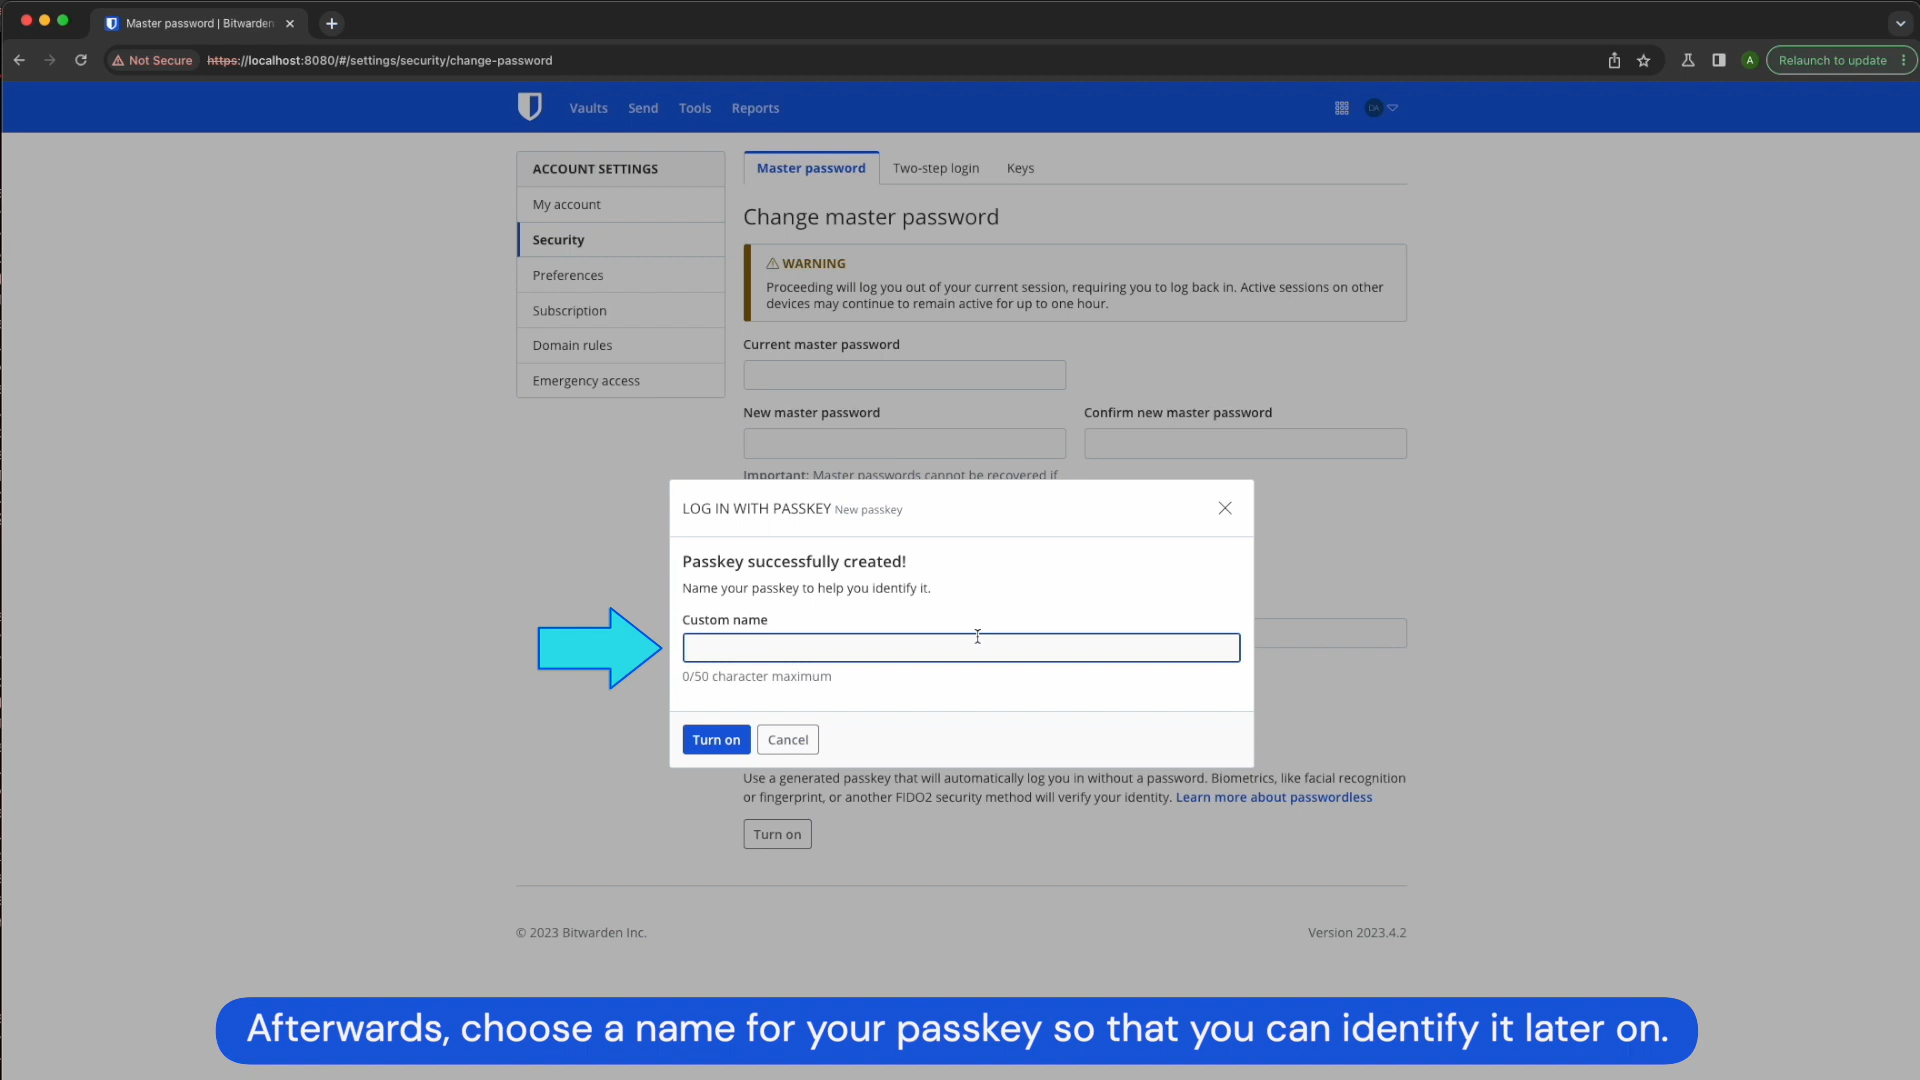 Master password | Bitwarden
Not Secure https://localhost:8080/#/settings/security/change-password
A
Relaunch to update
Vaults Send Tools Reports
DA
ACCOUNT SETTINGS
My account
Security
Preferences
Subscription
Domain rules
Emergency access
Master password Two-step login Keys
Change master password
WARNING
Proceeding will log you out of your current session, requiring you to log back in. Active sessions on other
devices may continue to remain active for up to one hour.
Current master password
New master password Confirm new master password
Important: Master passwords cannot be recovered if
LOG IN WITH PASSKEY New passkey
Passkey successfully created!
Name your passkey to help you identify it.
Custom name
0/50 character maximum
Turn on Cancel
Use a generated passkey that will automatically log you in without a password. Biometrics, like facial recognition
or fingerprint, or another FIDO2 security method will verify your identity. Learn more about passwordless
Turn on
© 2023 Bitwarden Inc. Version 2023.4.2
Afterwards, choose a name for your passkey so that you can identify it later on.